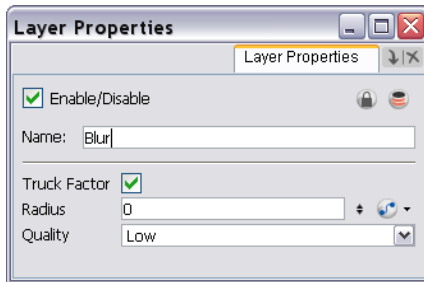 Layer Properties
Layer Properties
Enable/Disable
Name: Blur
Truck Factor
Radius 0
Quality Low